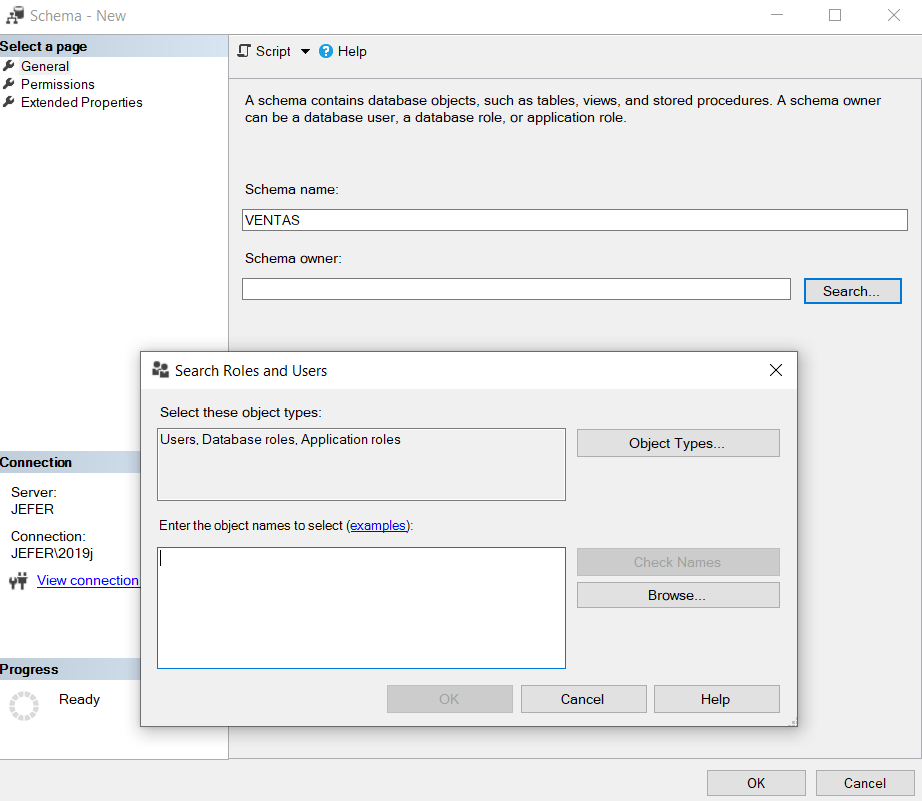 Schema - New
Select a page
General
Permissions
Extended Properties
Script
Help
A schema contains database objects, such as tables, views, and stored procedures. A schema owner
can be a database user, a database role, or application role.
Schema name:
VENTAS
Schema owner:
Search...
Search Roles and Users
Select these object types:
Users, Database roles, Application roles
Object Types...
Enter the object names to select (examples):
Check Names
Browse...
OK
Cancel
Help
Connection
Server:
JEFER
Connection:
JEFER\2019j
View connection
Progress
Ready
OK
Cancel